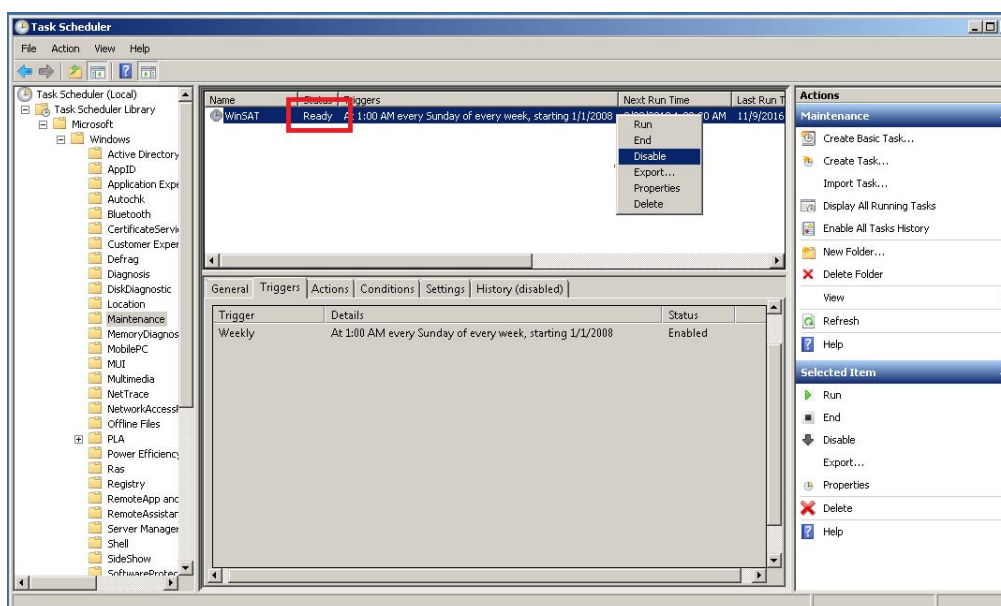 Task Scheduler
File Action View Help
Task Scheduler (Local)
Task Scheduler Library
Microsoft
Windows
Active Directory
AppID
Application Expe
Autochk
Bluetooth
CertificateServi
Customer Exper
Defrag
Diagnosis
DiskDiagnostic
Location
Maintenance
MemoryDiagnos
MobilePC
MUI
Multimedia
NetTrace
NetworkAccess
Offline Files
PLA
Power Efficiency
Ras
Registry
RemoteApp and
RemoteAssistan
Server Manager
Shell
SideShow
SoftwareProtec
Name Status Triggers Next Run Time Last Run T
WinSAT Ready At 1:00 AM every Sunday of every week, starting 1/1/2008 AM 11/9/2016
Run
End
Disable
Export...
Properties
Delete
General Triggers Actions Conditions Settings History (disabled)
Trigger Details Status
Weekly At 1:00 AM every Sunday of every week, starting 1/1/2008 Enabled
Actions
Maintenance
Create Basic Task...
Create Task...
Import Task...
Display All Running Tasks
Enable All Tasks History
New Folder...
Delete Folder
View
Refresh
Help
Selected Item
Run
End
Disable
Export...
Properties
Delete
Help